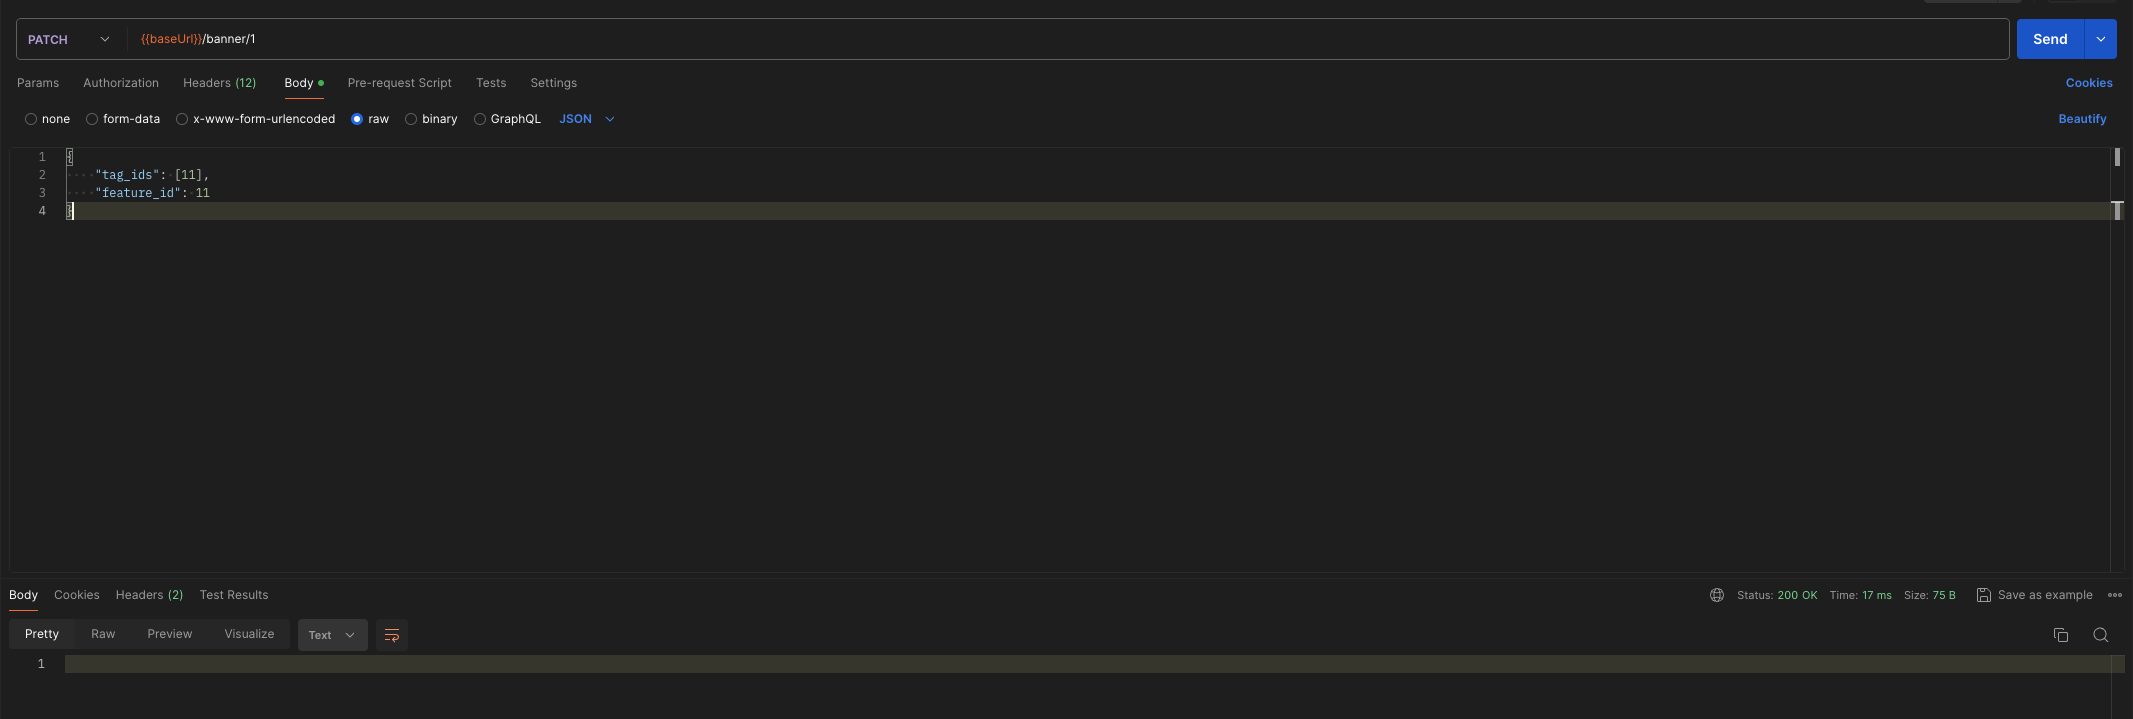 PATCH {{baseUrl}}/banner/1 Send
Params Authorization Headers (12) Body Pre-request Script Tests Settings Cookies
none form-data x-www-form-urlencoded raw binary GraphQL JSON Beautify
1 {
2 "tag_ids": [11],
3 "feature_id": 11
4 }
Body Cookies Headers (2) Test Results Status: 200 OK Time: 17 ms Size: 75 B Save as example
Pretty Raw Preview Visualize Text
1